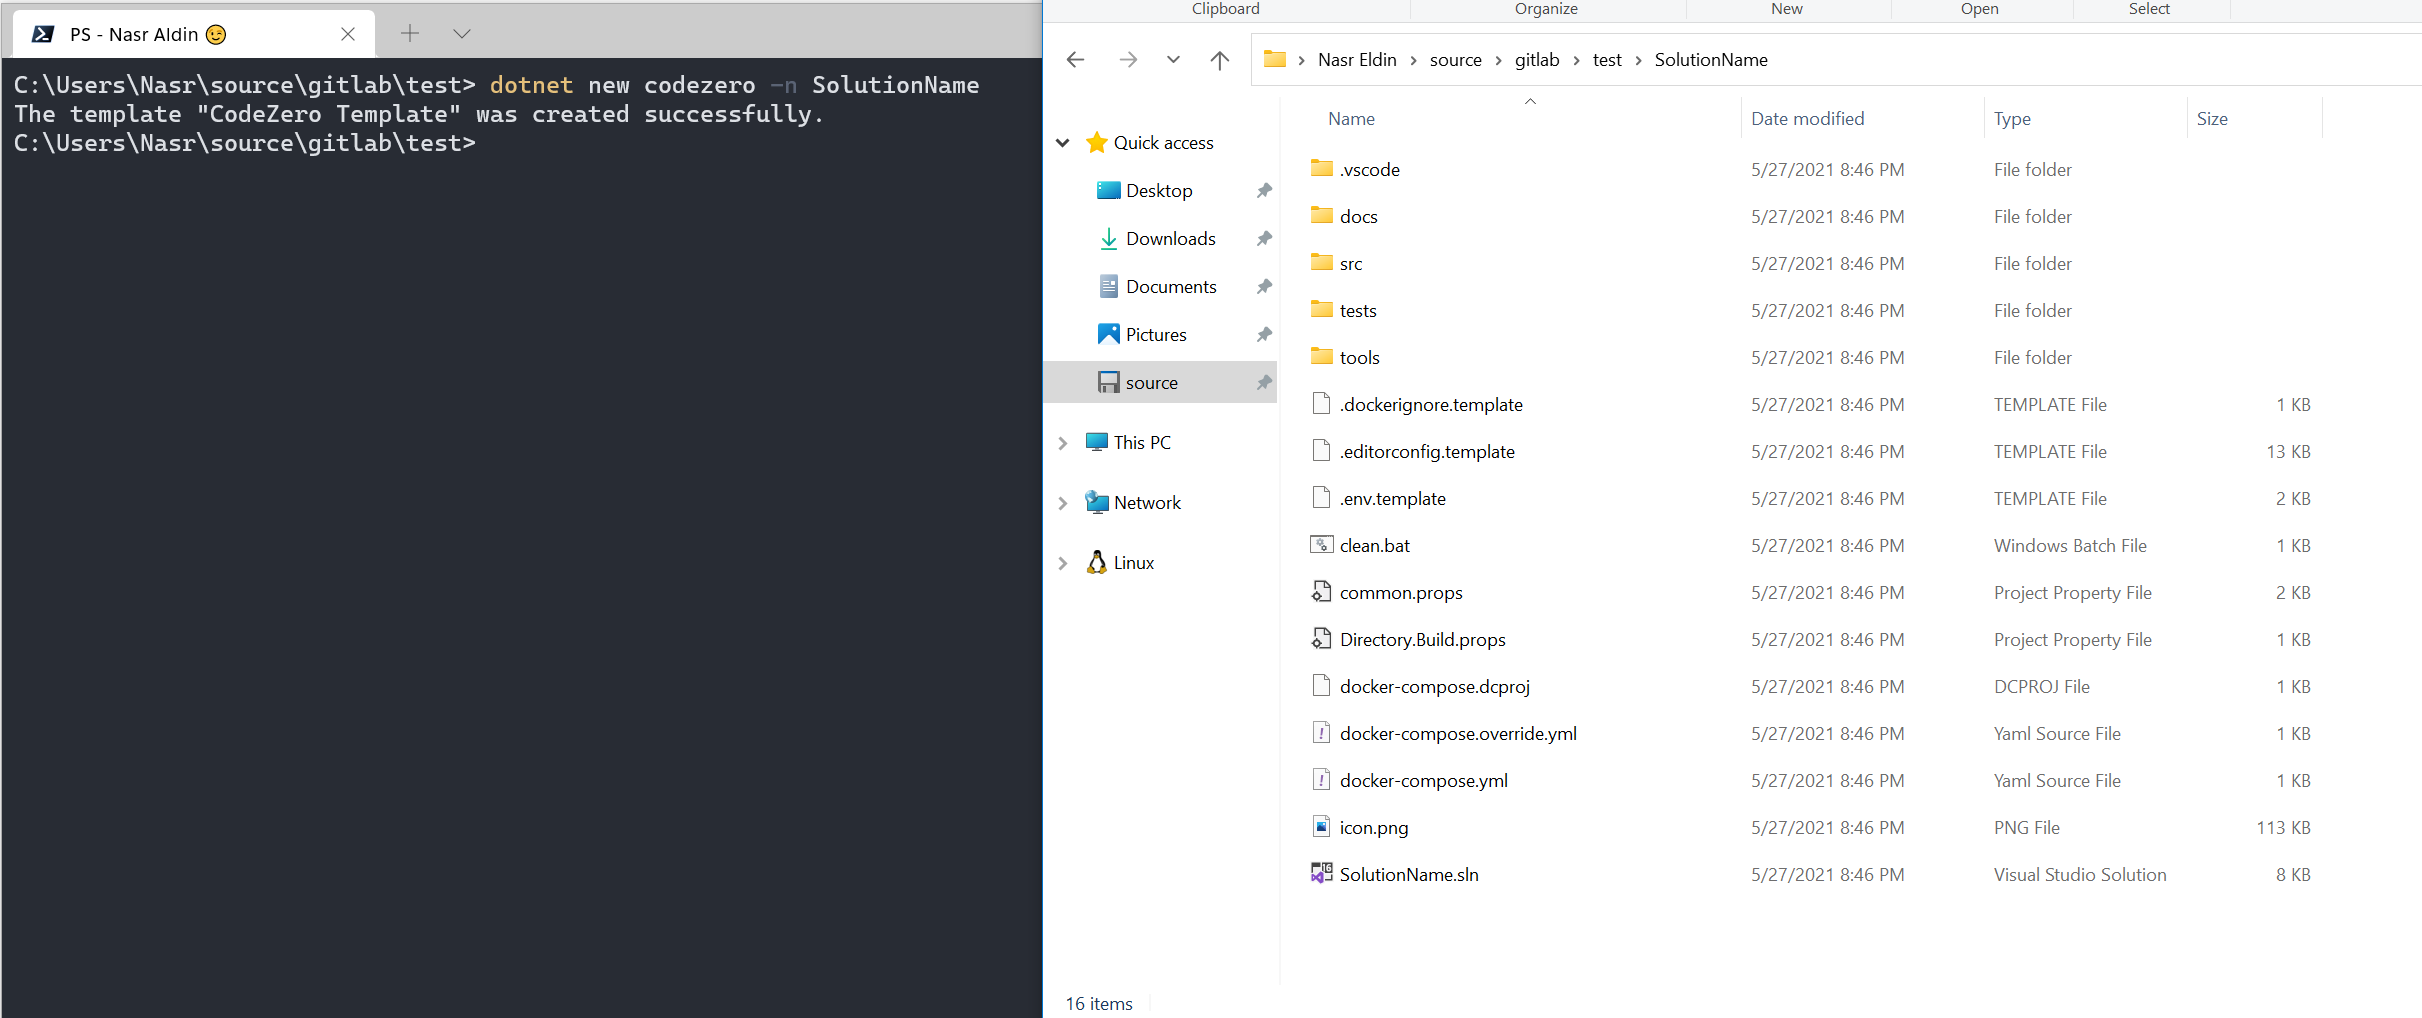 PS - Nasr Aldin 😉
C:\Users\Nasr\source\gitlab\test> dotnet new codezero -n SolutionName
The template "CodeZero Template" was created successfully.
C:\Users\Nasr\source\gitlab\test>
Clipboard Organize New Open Select
Nasr Eldin > source > gitlab > test > SolutionName
Quick access
Desktop
Downloads
Documents
Pictures
source
This PC
Network
Linux
Name Date modified Type Size
.vscode 5/27/2021 8:46 PM File folder
docs 5/27/2021 8:46 PM File folder
src 5/27/2021 8:46 PM File folder
tests 5/27/2021 8:46 PM File folder
tools 5/27/2021 8:46 PM File folder
.dockerignore.template 5/27/2021 8:46 PM TEMPLATE File 1 KB
.editorconfig.template 5/27/2021 8:46 PM TEMPLATE File 13 KB
.env.template 5/27/2021 8:46 PM TEMPLATE File 2 KB
clean.bat 5/27/2021 8:46 PM Windows Batch File 1 KB
common.props 5/27/2021 8:46 PM Project Property File 2 KB
Directory.Build.props 5/27/2021 8:46 PM Project Property File 1 KB
docker-compose.dcproj 5/27/2021 8:46 PM DCPROJ File 1 KB
docker-compose.override.yml 5/27/2021 8:46 PM Yaml Source File 1 KB
docker-compose.yml 5/27/2021 8:46 PM Yaml Source File 1 KB
icon.png 5/27/2021 8:46 PM PNG File 113 KB
SolutionName.sln 5/27/2021 8:46 PM Visual Studio Solution 8 KB
16 items